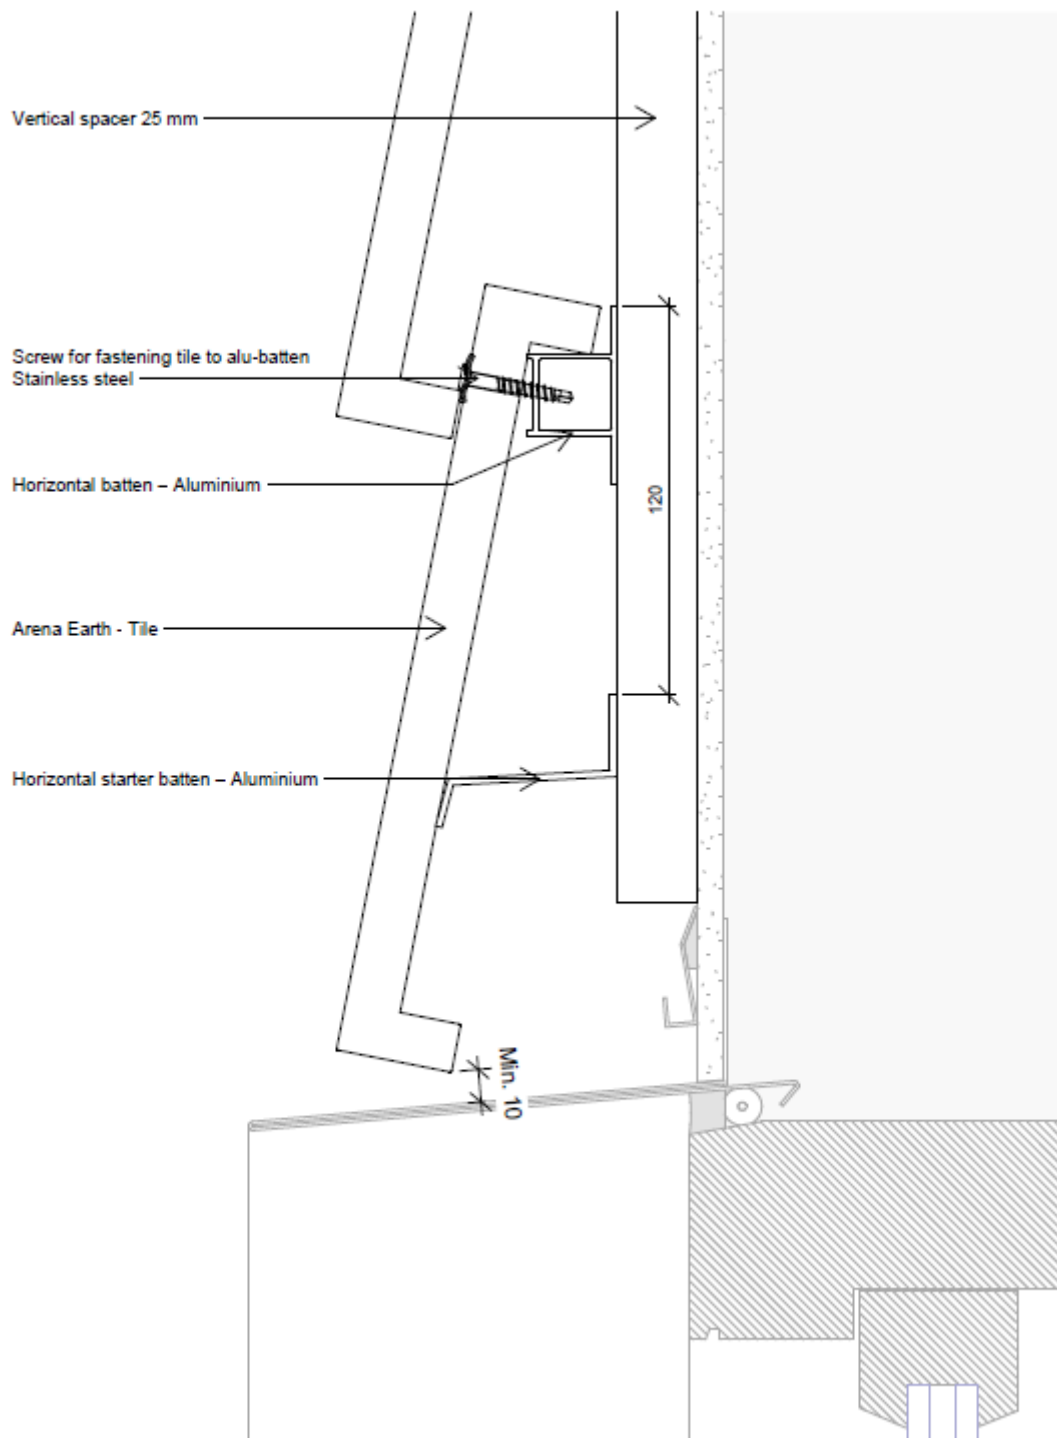 Vertical spacer 25 mm
Screw for fastening tile to alu-batten
Stainless steel
Horizontal batten – Aluminium
120
Arena Earth - Tile
Horizontal starter batten – Aluminium
Min. 10